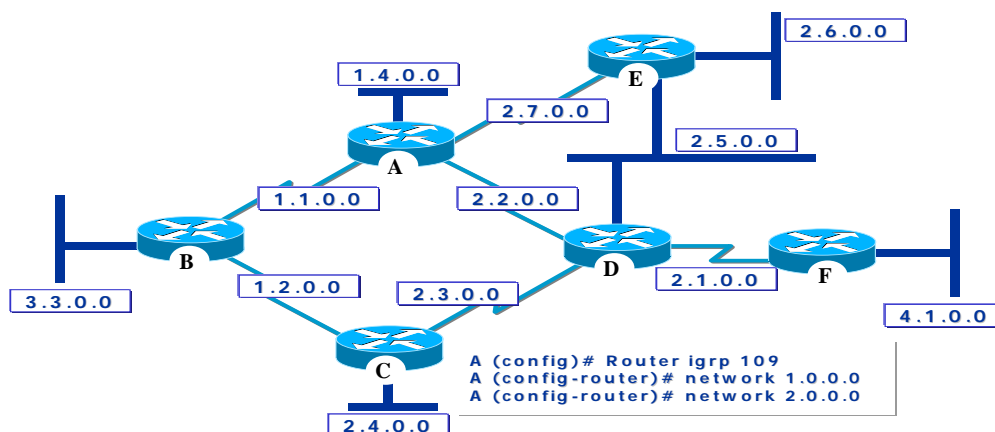 2.6.0.0
E
1.4.0.0
2.7.0.0
2.5.0.0
A
1.1.0.0
2.2.0.0
B
D
F
3.3.0.0
1.2.0.0
2.3.0.0
2.1.0.0
4.1.0.0
C
A (config)# Router igrp 109
A (config-router)# network 1.0.0.0
A (config-router)# network 2.0.0.0
2.4.0.0